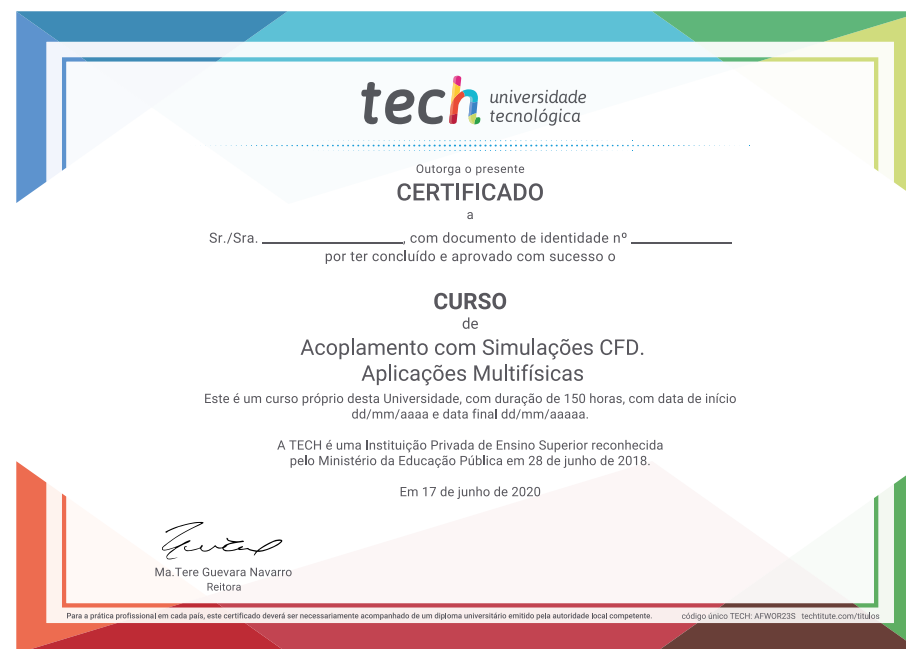 tech universidade
tecnológica
Outorga o presente
CERTIFICADO
a
Sr./Sra. ________________, com documento de identidade nº ____________
por ter concluído e aprovado com sucesso o
CURSO
de
Acoplamento com Simulações CFD.
Aplicações Multifísicas
Este é um curso próprio desta Universidade, com duração de 150 horas, com data de início
dd/mm/aaaa e data final dd/mm/aaaaa.
A TECH é uma Instituição Privada de Ensino Superior reconhecida
pelo Ministério da Educação Pública em 28 de junho de 2018.
Em 17 de junho de 2020
Ma.Tere Guevara Navarro
Reitora
Para a prática profissional em cada país, este certificado deverá ser necessariamente acompanhado de um diploma universitário emitido pela autoridade local competente. código único TECH: AFWOR23S techtitute.com/titulos